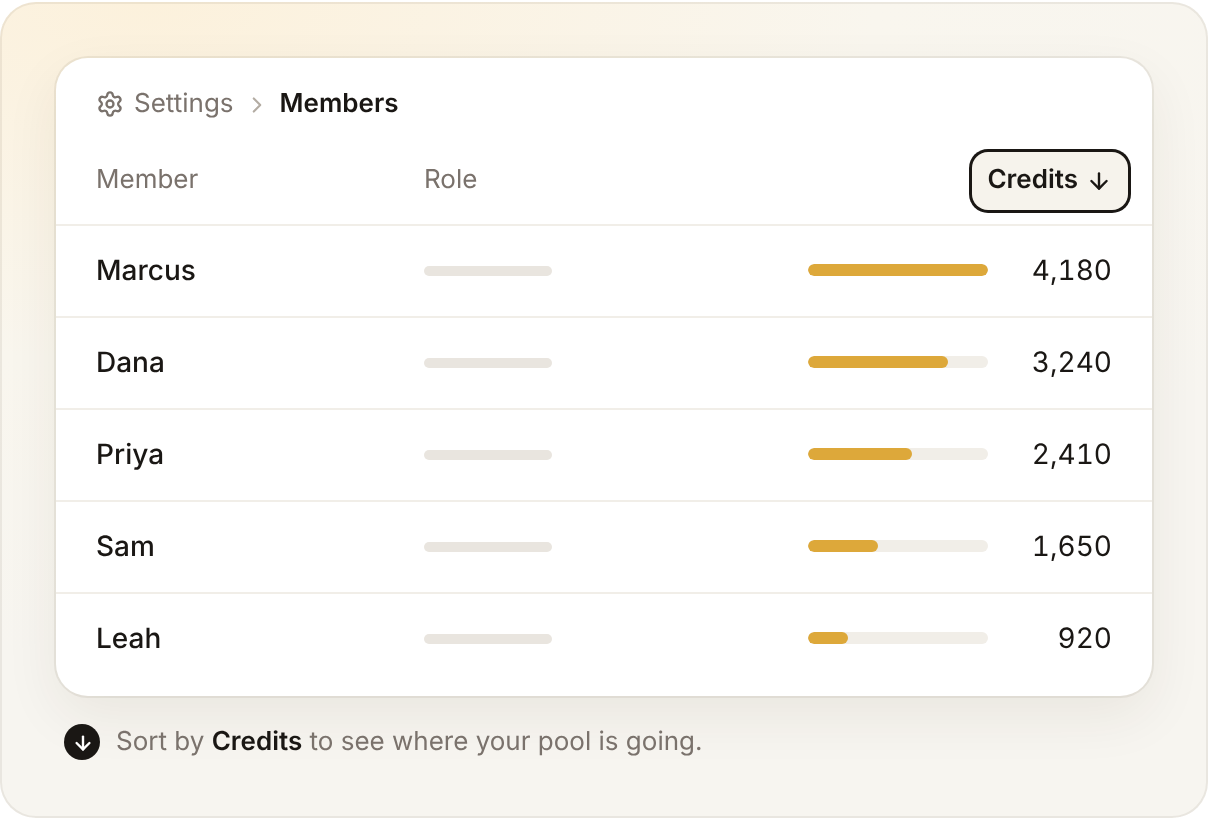 Settings > Members
Member Role Credits ↓
Marcus 4,180
Dana 3,240
Priya 2,410
Sam 1,650
Leah 920
Sort by Credits to see where your pool is going.